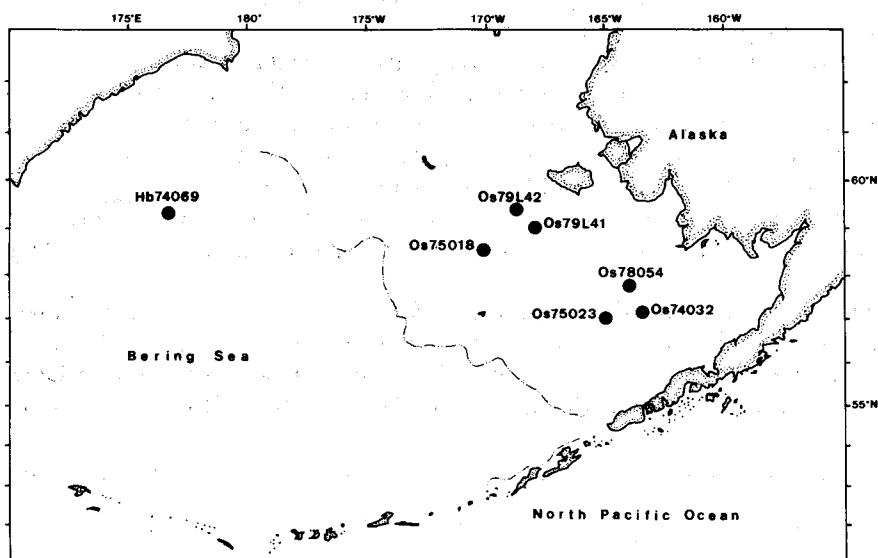 175°E 180° 175°W 170°W 165°W 160°W
Alaska
60°N
Hb74069
Os79L42
Os79L41
Os75018
Os78054
Os75023
Os74032
Bering Sea
55°N
North Pacific Ocean